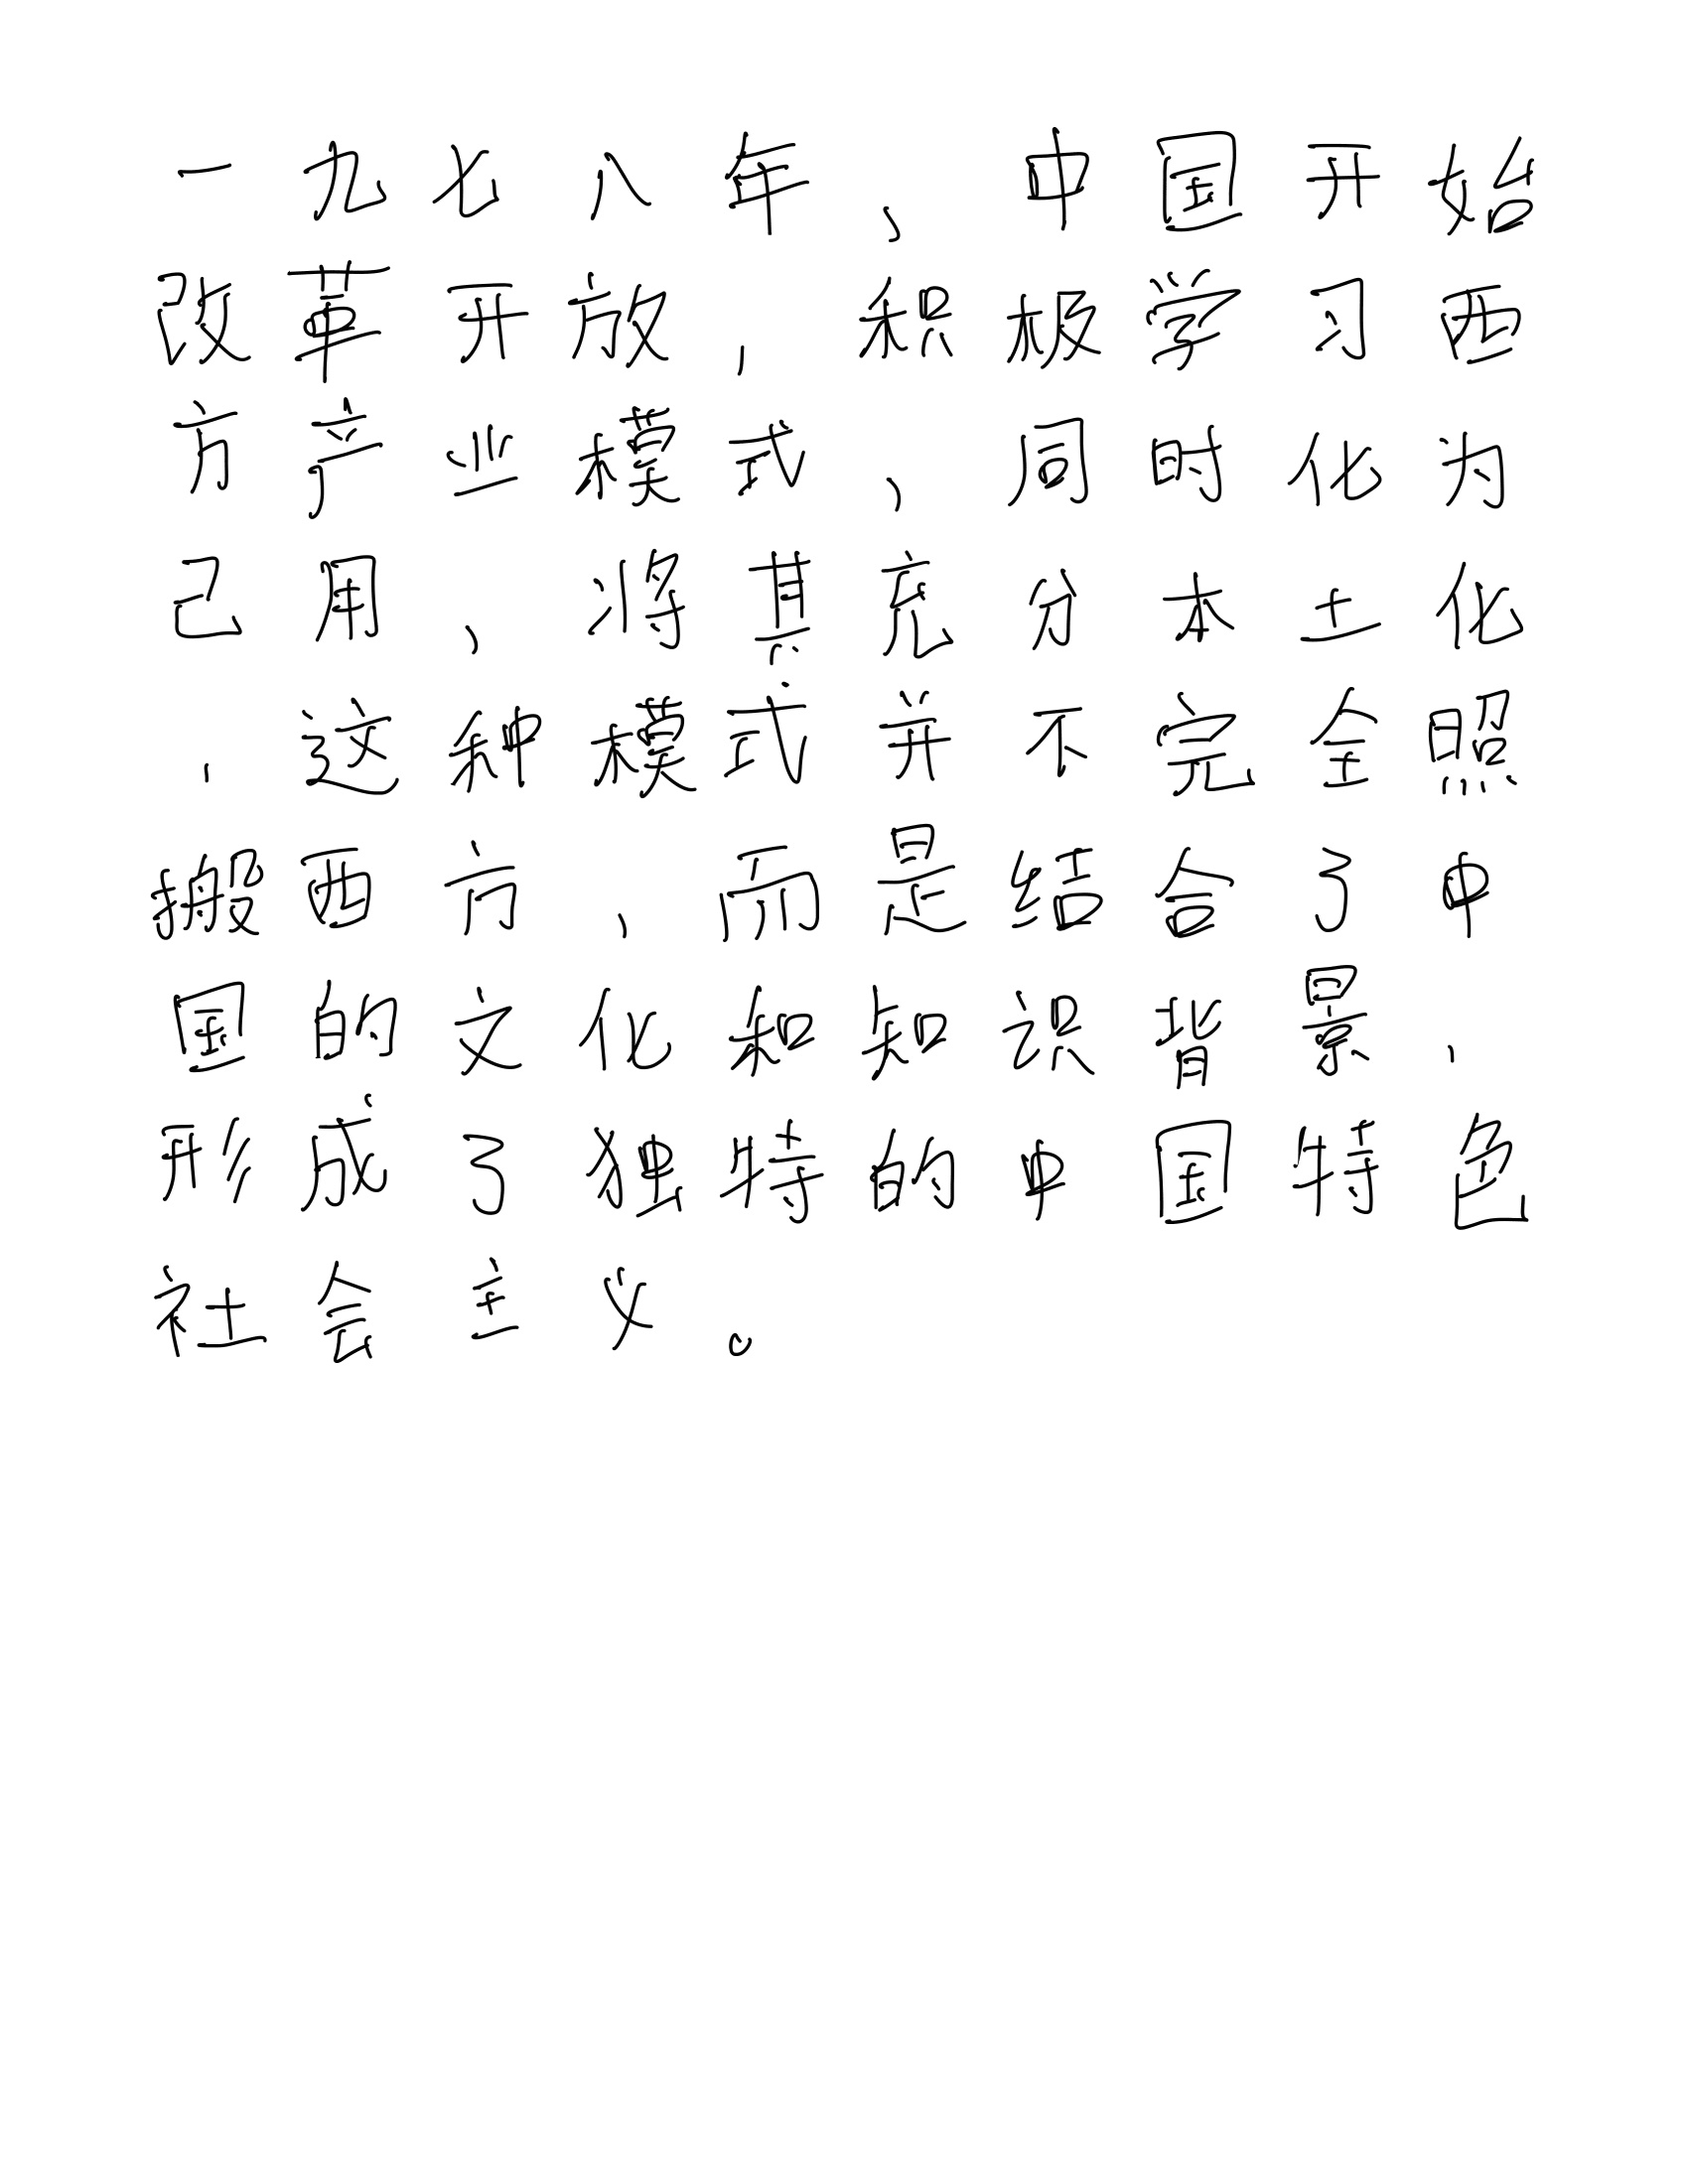 一九七八年，中国开始
改革开放，积极学习西
方产业模式，同时化为
己用，将其充分本土化
，这种模式并不完全照
搬西方，而是结合了中
国的文化和知识背景，
形成了独特的中国特色
社会主义。